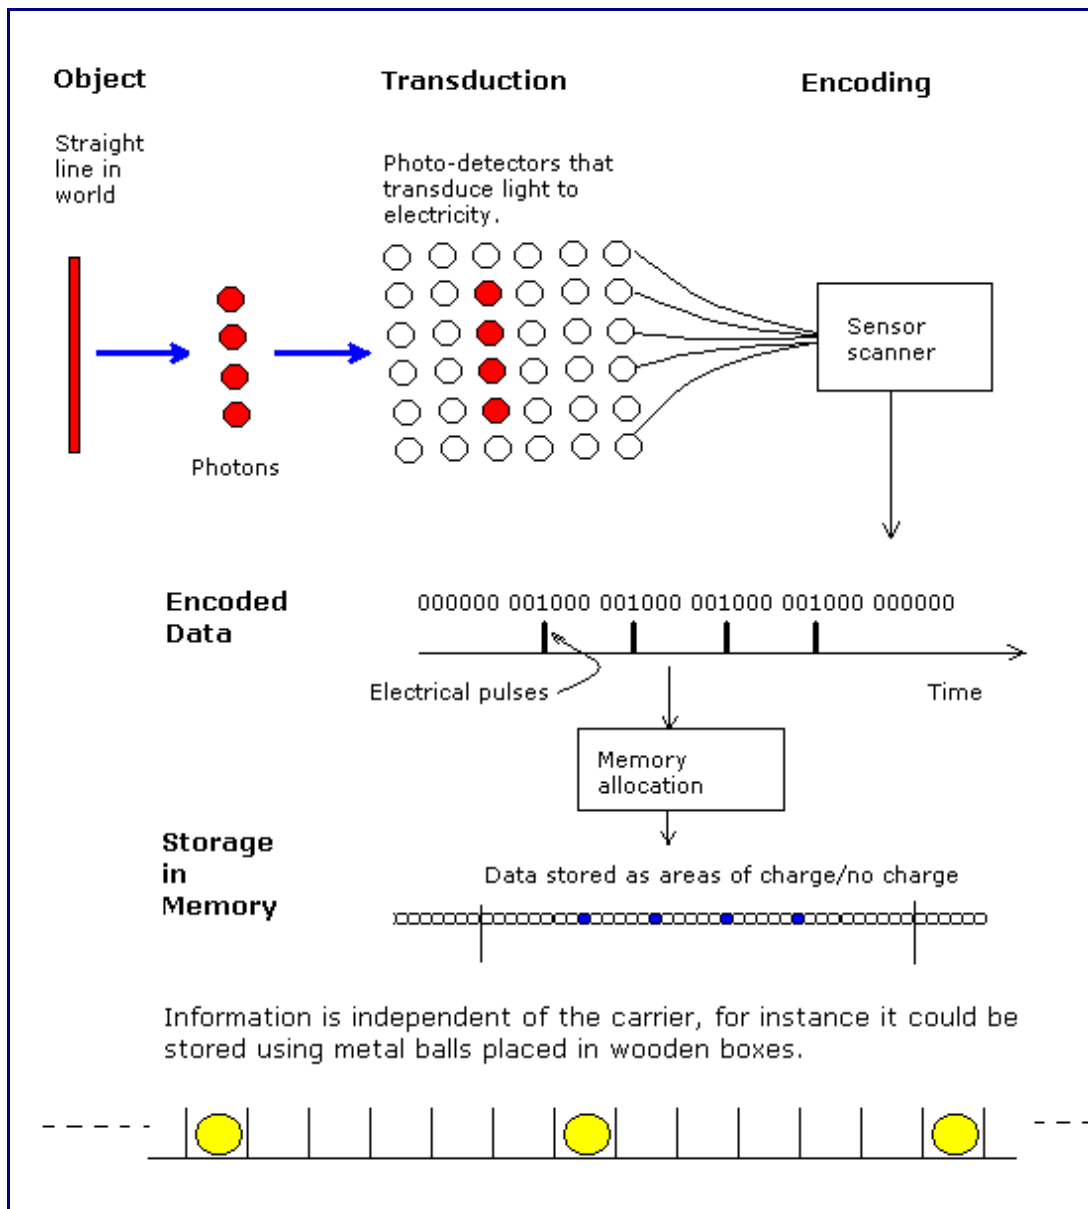 Object
Transduction
Encoding
Straight
line in
world
Photo-detectors that
transduce light to
electricity.
Sensor
scanner
Photons
Encoded
Data
000000 001000 001000 001000 001000 000000
Electrical pulses
Time
Memory
allocation
Storage
in
Memory
Data stored as areas of charge/no charge
Information is independent of the carrier, for instance it could be
stored using metal balls placed in wooden boxes.